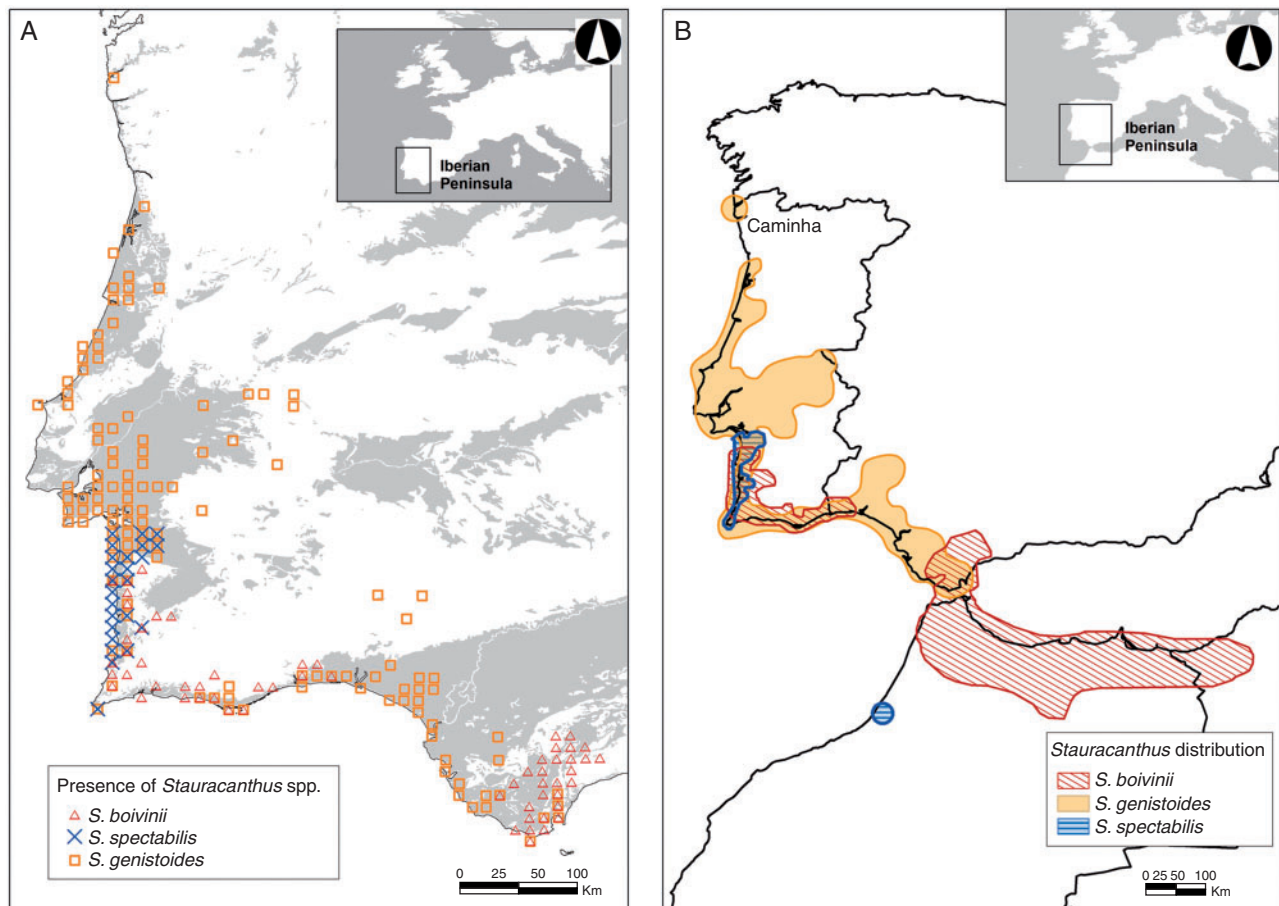 A
Iberian
Peninsula
Presence of Stauracanthus spp.
S. boivinii
S. spectabilis
S. genistoides
0 25 50 100
Km
B
Iberian
Peninsula
Caminha
Stauracanthus distribution
S. boivinii
S. genistoides
S. spectabilis
0 25 50 100
Km